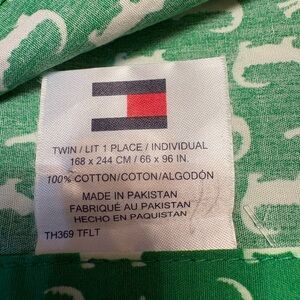 TWIN / LIT 1 PLACE / INDIVIDUAL
168 x 244 CM / 66 x 96 IN.
100% COTTON/COTON/ALGODÓN
MADE IN PAKISTAN
FABRIQUÉ AU PAKISTAN
HECHO EN PAQUISTAN
TH369 TFLT